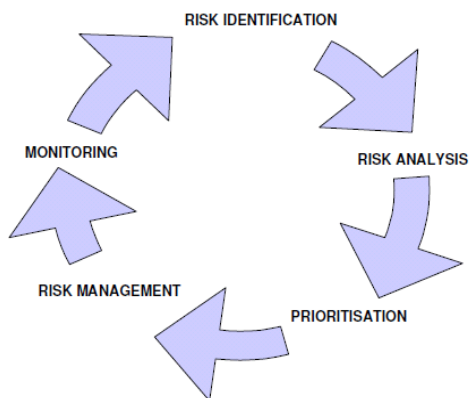 RISK IDENTIFICATION
RISK ANALYSIS
PRIORITISATION
RISK MANAGEMENT
MONITORING